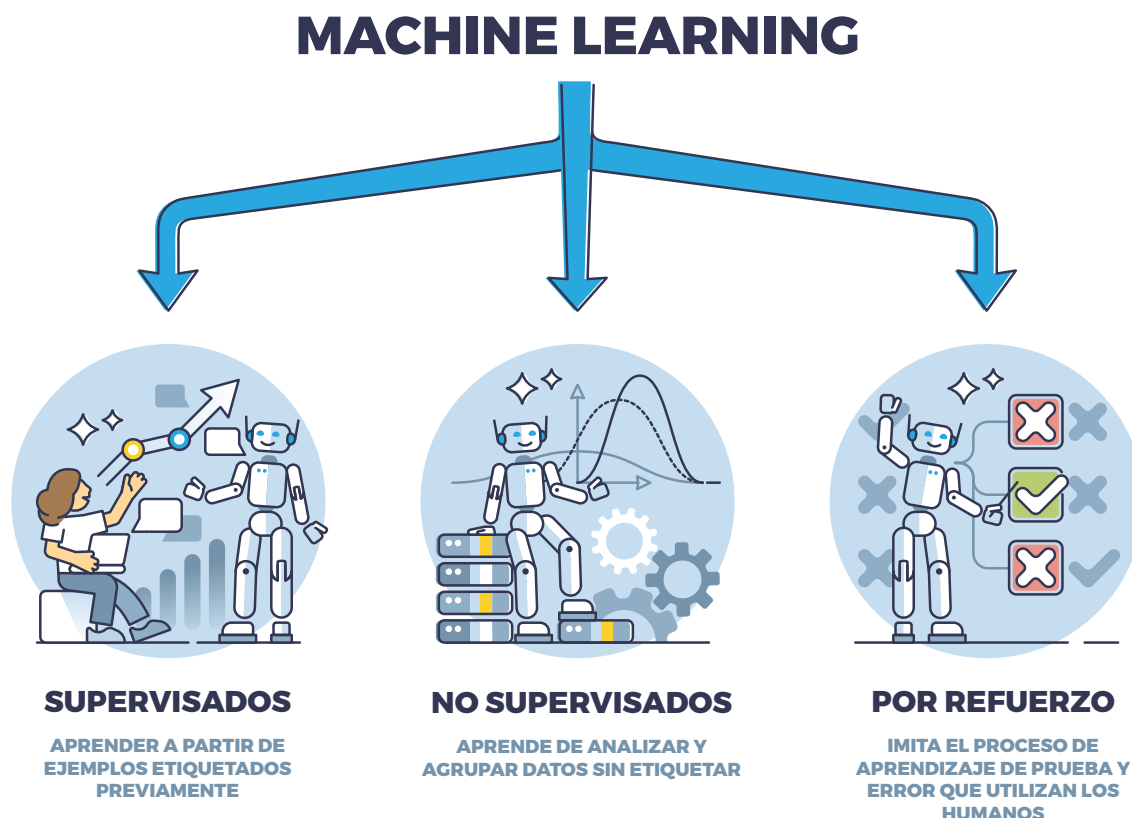 MACHINE LEARNING
SUPERVISADOS
APRENDER A PARTIR DE
EJEMPLOS ETIQUETADOS
PREVIAMENTE
NO SUPERVISADOS
APRENDE DE ANALIZAR Y
AGRUPAR DATOS SIN ETIQUETAR
POR REFUERZO
IMITA EL PROCESO DE
APRENDIZAJE DE PRUEBA Y
ERROR QUE UTILIZAN LOS
HUMANOS